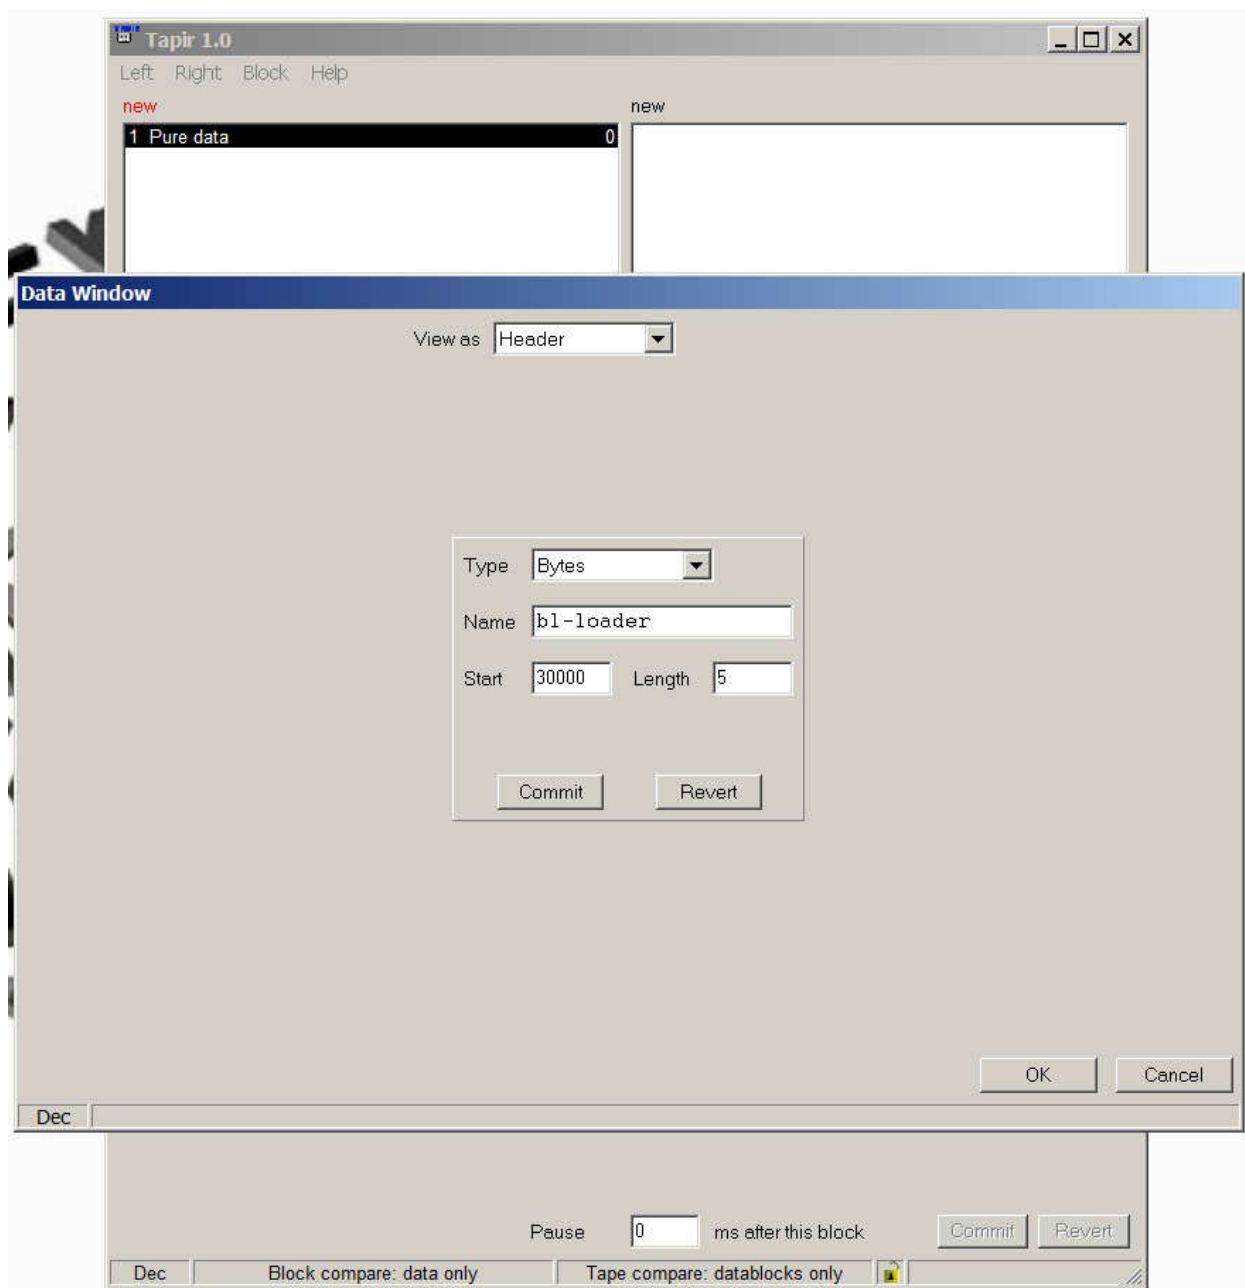 Tapir 1.0
Left Right Block Help
new new
1 Pure data 0
Data Window
View as Header
Type Bytes
Name bl-loader
Start 30000 Length 5
Commit Revert
OK Cancel
Dec
Pause 0 ms after this block Commit Revert
Dec Block compare: data only Tape compare: datablocks only